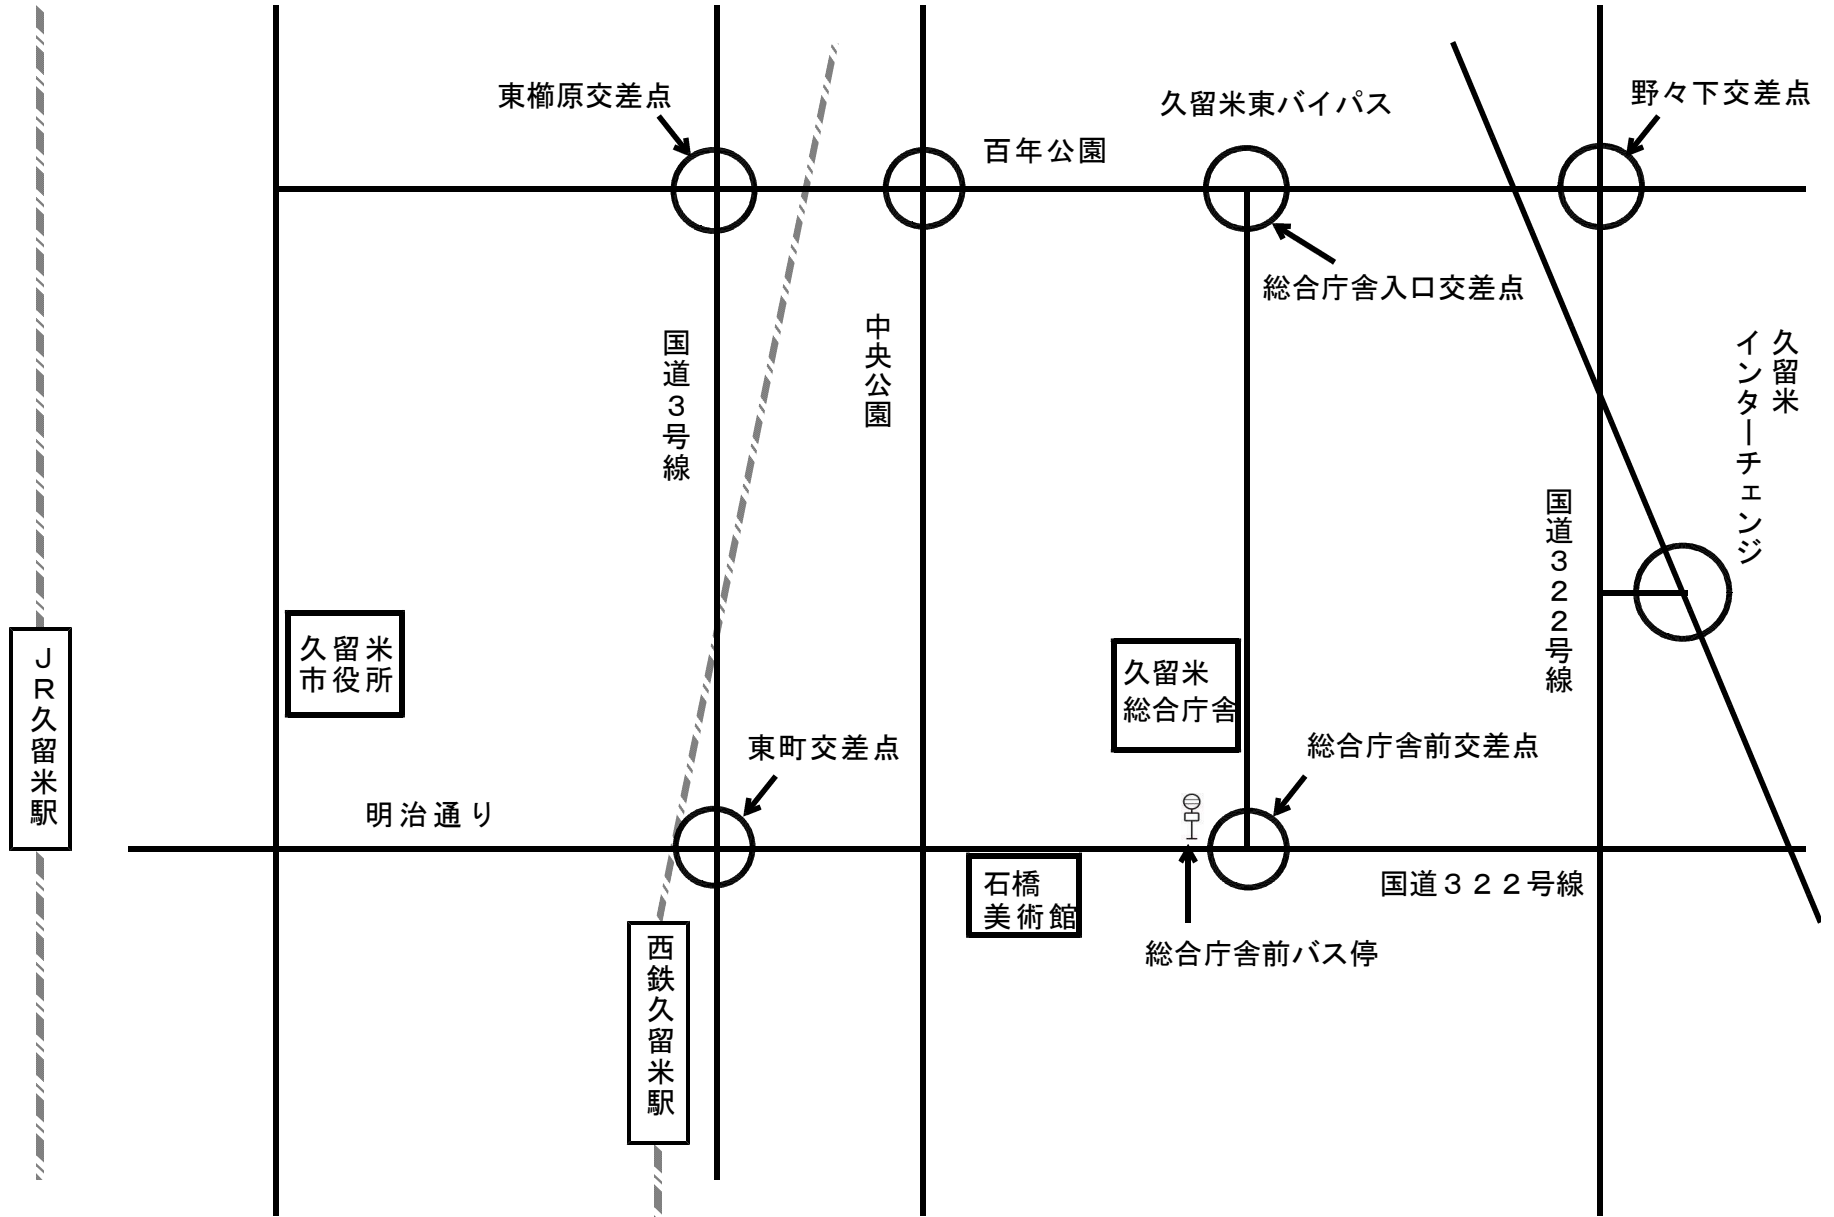 東櫛原交差点
久留米東バイパス
野々下交差点
百年公園
総合庁舎入口交差点
国道3号線
中央公園
久留米
インターチェンジ
国道322号線
久留米
市役所
JR久留米駅
久留米
総合庁舎
東町交差点
総合庁舎前交差点
明治通り
石橋
美術館
国道322号線
総合庁舎前バス停
西鉄久留米駅